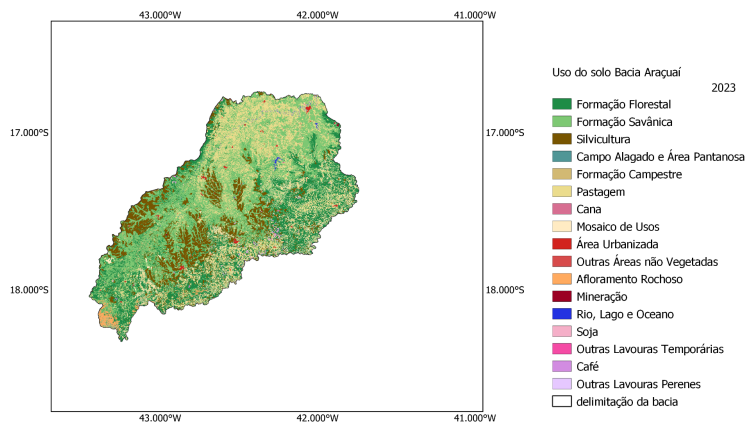 43.000°W 42.000°W 41.000°W
Uso do solo Bacia Araçuaí
2023
Formação Florestal
Formação Savânica
17.000°S 17.000°S
Silvicultura
Campo Alagado e Área Pantanosa
Formação Campestre
Pastagem
Cana
Mosaico de Usos
Área Urbanizada
Outras Áreas não Vegetadas
Afloramento Rochoso
18.000°S 18.000°S
Mineração
Rio, Lago e Oceano
Soja
Outras Lavouras Temporárias
Café
Outras Lavouras Perenes
delimitação da bacia
43.000°W 42.000°W 41.000°W